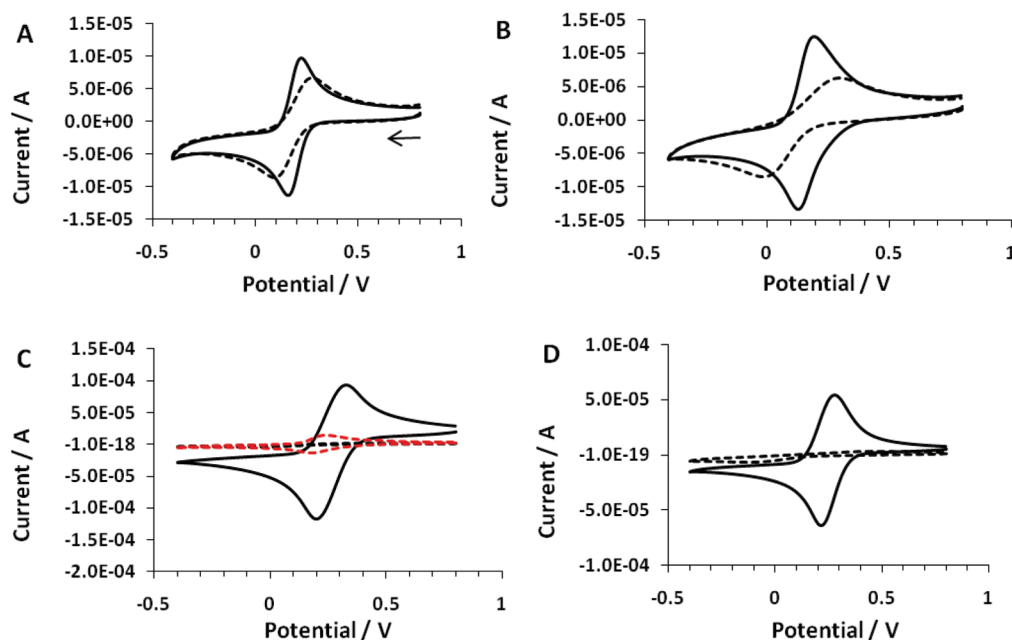 A
1.5E-05
1.0E-05
5.0E-06
0.0E+00
-5.0E-06
-1.0E-05
-1.5E-05
Current / A
-0.5 0 0.5 1
Potential / V
B
1.5E-05
1.0E-05
5.0E-06
0.0E+00
-5.0E-06
-1.0E-05
-1.5E-05
Current / A
-0.5 0 0.5 1
Potential / V
C
1.5E-04
1.0E-04
5.0E-05
-1.0E-18
-5.0E-05
-1.0E-04
-1.5E-04
-2.0E-04
Current / A
-0.5 0 0.5 1
Potential / V
D
1.0E-04
5.0E-05
-1.0E-19
-5.0E-05
-1.0E-04
Current / A
-0.5 0 0.5 1
Potential / V